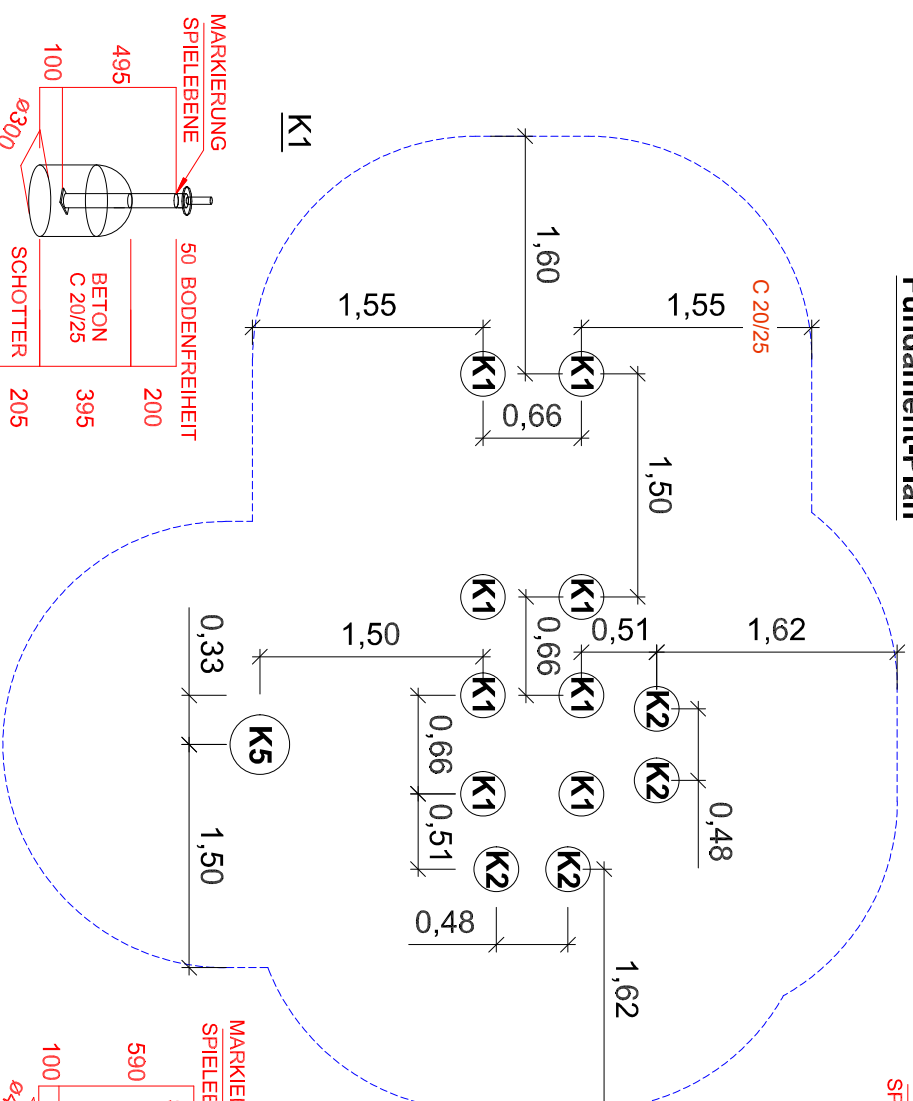 Fundament-Plan
C 20/25
1,55
1,55
1,60
1,50
K1
K1
0,66
K1
MARKIERUNG
SPIELEBENE
495
100
ø300
50 BODENFREIHEIT
BETON
C 20/25
SCHOTTER
200
395
205
1,62
0,51
K1
K1
0,66
1,50
K2
K2
0,48
K1
K1
0,66
K1
K1
0,51
K2
K2
0,48
1,62
K5
0,33
1,50
590
100